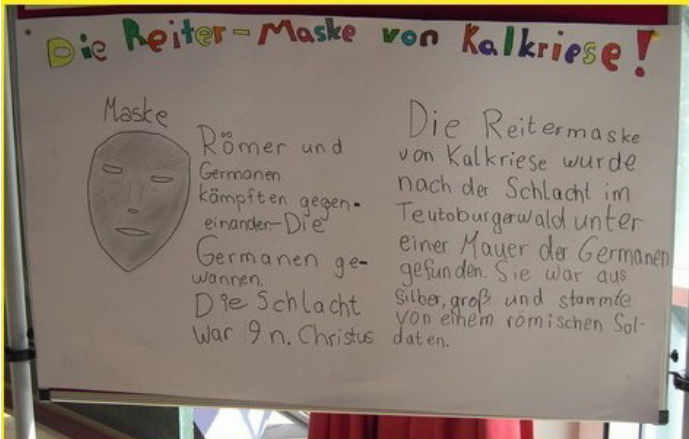 Die Reiter-Maske von Kalkriese!
Maske
Römer und
Germanen
kämpften gegen-
einander-Die
Germanen ge-
wannen.
Die Schlacht
war 9 n. Christus
Die Reitermaske
von Kalkriese wurde
nach der Schlacht im
Teutoburgerwald unter
einer Mauer der Germanen
gefunden. Sie war aus
Silber, groß und stammte
von einem römischen Sol-
daten.